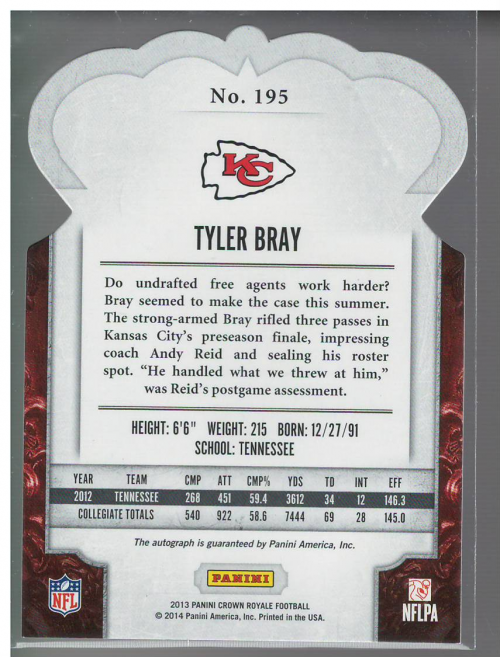 No. 195
KC
TYLER BRAY
Do undrafted free agents work harder?
Bray seemed to make the case this summer.
The strong-armed Bray rifled three passes in
Kansas City's preseason finale, impressing
coach Andy Reid and sealing his roster
spot. “He handled what we threw at him,”
was Reid's postgame assessment.
HEIGHT: 6'6" WEIGHT: 215 BORN: 12/27/91
SCHOOL: TENNESSEE
YEAR TEAM CMP ATT CMP% YDS TD INT EFF
2012 TENNESSEE 268 451 59.4 3612 34 12 146.3
COLLEGIATE TOTALS 540 922 58.6 7444 69 28 145.0
The autograph is guaranteed by Panini America, Inc.
PANINI
NFL
2013 PANINI CROWN ROYALE FOOTBALL
© 2014 Panini America, Inc. Printed in the USA.
NFLPA